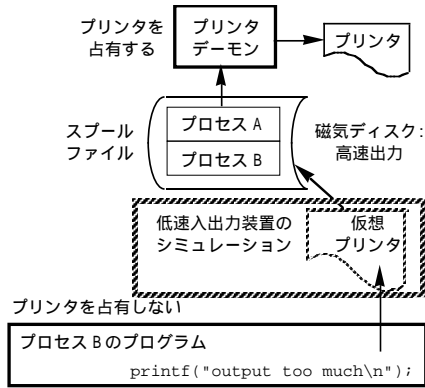 プリンタを
占有する
プリンタ
デーモン
プリンタ
スプール
ファイル
プロセス A
プロセス B
磁気ディスク:
高速出力
低速入出力装置の
シミュレーション
仮想
プリンタ
プリンタを占有しない
プロセス B のプログラム
printf("output too much\n");